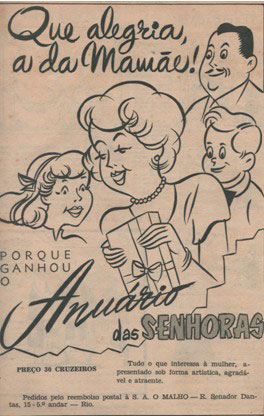 Que alegria,
a da Mamãe!
PORQUE
GANHOU
O
Anuário
das SENHORAS
PREÇO 30 CRUZEIROS
Tudo o que interessa à mulher, a-
presentado sob forma artística, agradá-
vel e atraente.
Pedidos pelo reembolso postal à S. A. O MALHO — R. Senador Dan-
tas, 15 - 5.º andar — Rio.